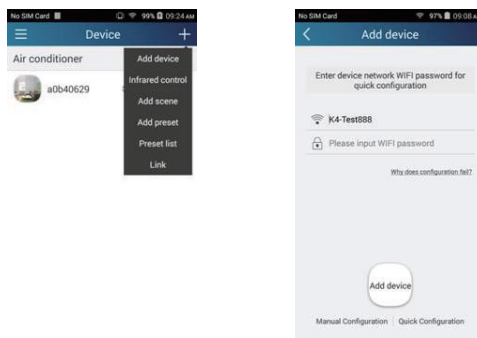 No SIM Card 99% 09:24 AM
Device
Air conditioner
a0b40629
Add device
Infrared control
Add scene
Add preset
Preset list
Link
No SIM Card 97% 09:08 A
Add device
Enter device network WIFI password for
quick configuration
K4-Test888
Please input WIFI password
Why does configuration fail?
Add device
Manual Configuration Quick Configuration